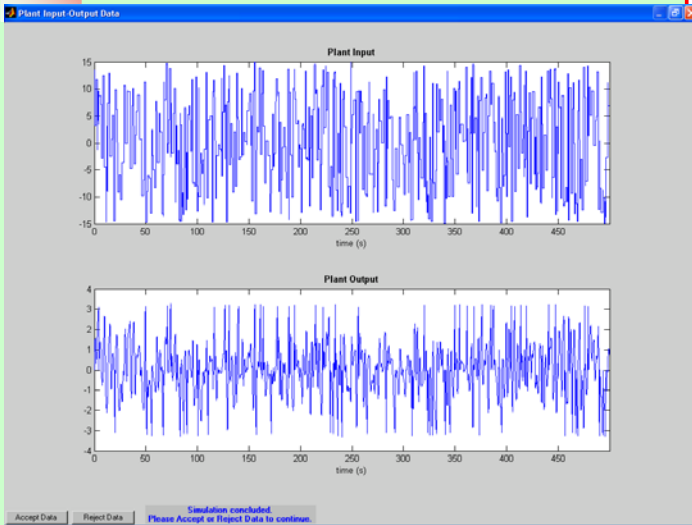 Plant Input-Output Data
Plant Input
15
10
5
0
-5
-10
-15
0 50 100 150 200 250 300 350 400 450
time (s)
Plant Output
4
3
2
1
0
-1
-2
-3
-4
0 50 100 150 200 250 300 350 400 450
time (s)
Simulation concluded.
Accept Data Reject Data Please Accept or Reject Data to continue.